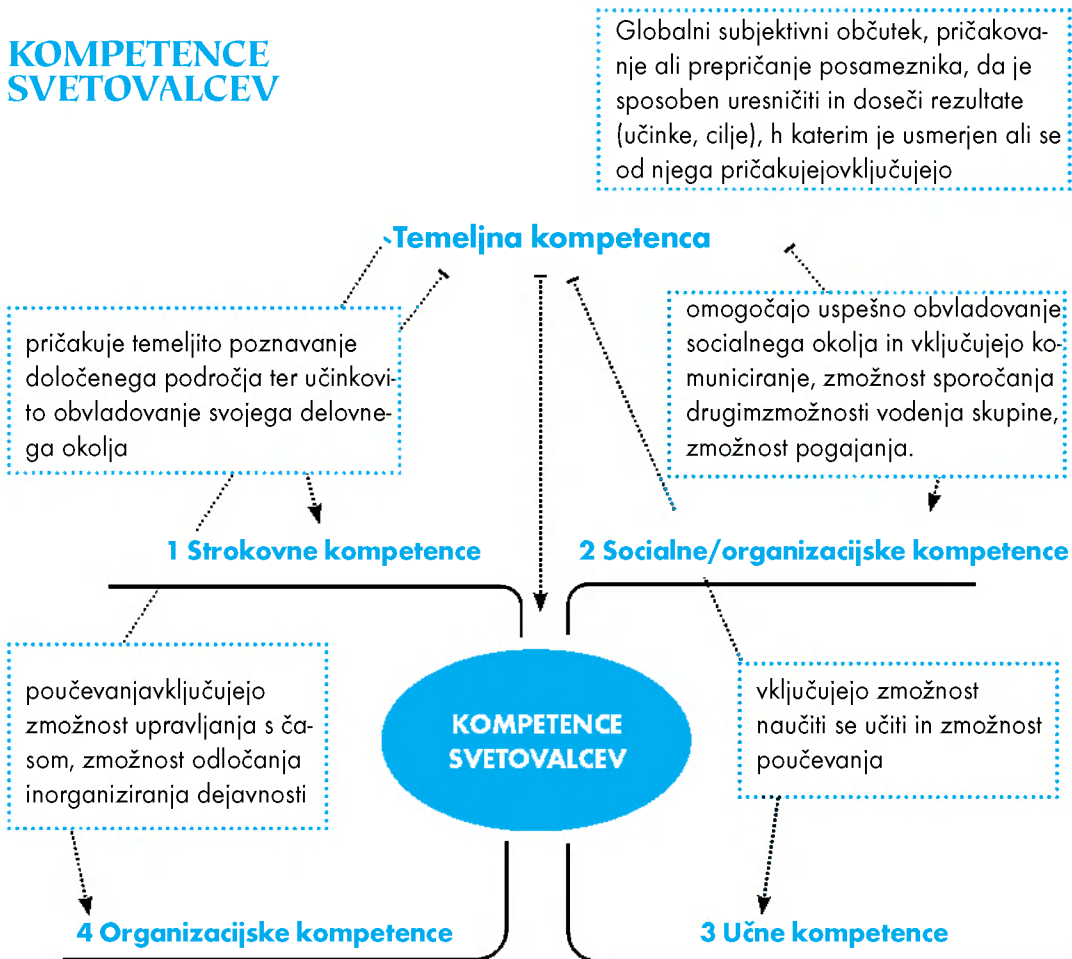 KOMPETENCE
SVETOVALCEV
Globalni subjektivni občutek, pričakova-
nje ali prepričanje posameznika, da je
sposoben uresničiti in doseči rezultate
(učinke, cilje), h katerim je usmerjen ali se
od njega pričakujejovključujejo
Temeljna kompetenca
pričakuje temeljito poznavanje
določenega področja ter učinkovi-
to obvladovanje svojega delovne-
ga okolja
omogočajo uspešno obvladovanje
socialnega okolja in vključujejo ko-
municiranje, zmožnost sporočanja
drugimzmožnosti vodenja skupine,
zmožnost pogajanja.
1 Strokovne kompetence
2 Socialne/organizacijske kompetence
poučevanjavključujejo
zmožnost upravljanja s ča-
som, zmožnost odločanja
inorganiziranja dejavnosti
KOMPETENCE
SVETOVALCEV
vključujejo zmožnost
naučiti se učiti in zmožnost
poučevanja
4 Organizacijske kompetence
3 Učne kompetence